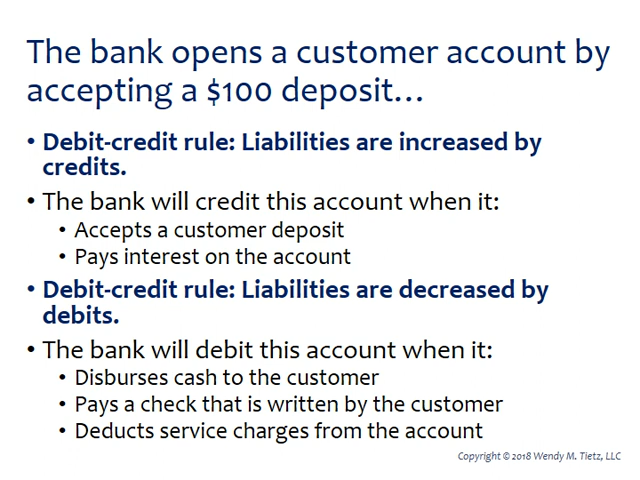 The bank opens a customer account by
accepting a $100 deposit…
• Debit-credit rule: Liabilities are increased by
credits.
• The bank will credit this account when it:
• Accepts a customer deposit
• Pays interest on the account
• Debit-credit rule: Liabilities are decreased by
debits.
• The bank will debit this account when it:
• Disburses cash to the customer
• Pays a check that is written by the customer
• Deducts service charges from the account
Copyright © 2018 Wendy M. Tietz, LLC